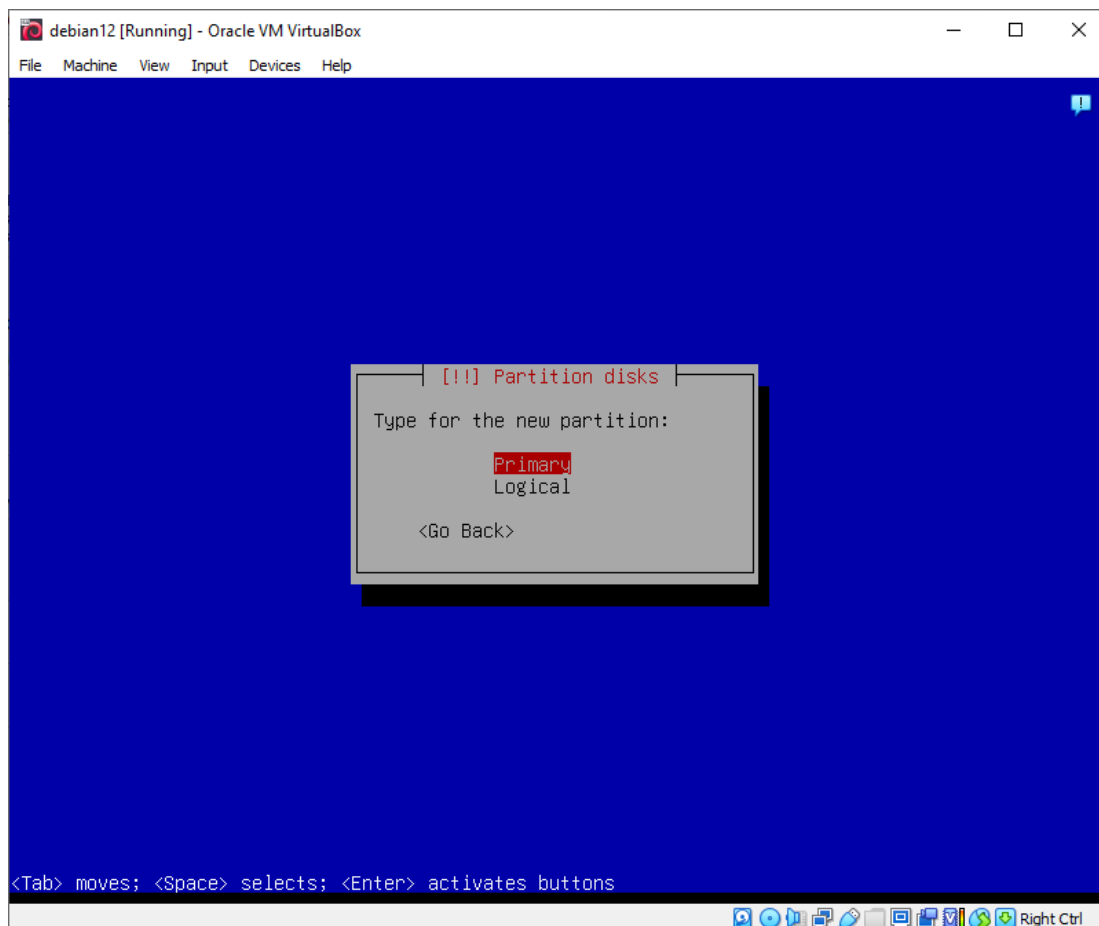 debian12 [Running] - Oracle VM VirtualBox
File Machine View Input Devices Help
[!!] Partition disks
Type for the new partition:
Primary
Logical
<Go Back>
<Tab> moves; <Space> selects; <Enter> activates buttons
Right Ctrl